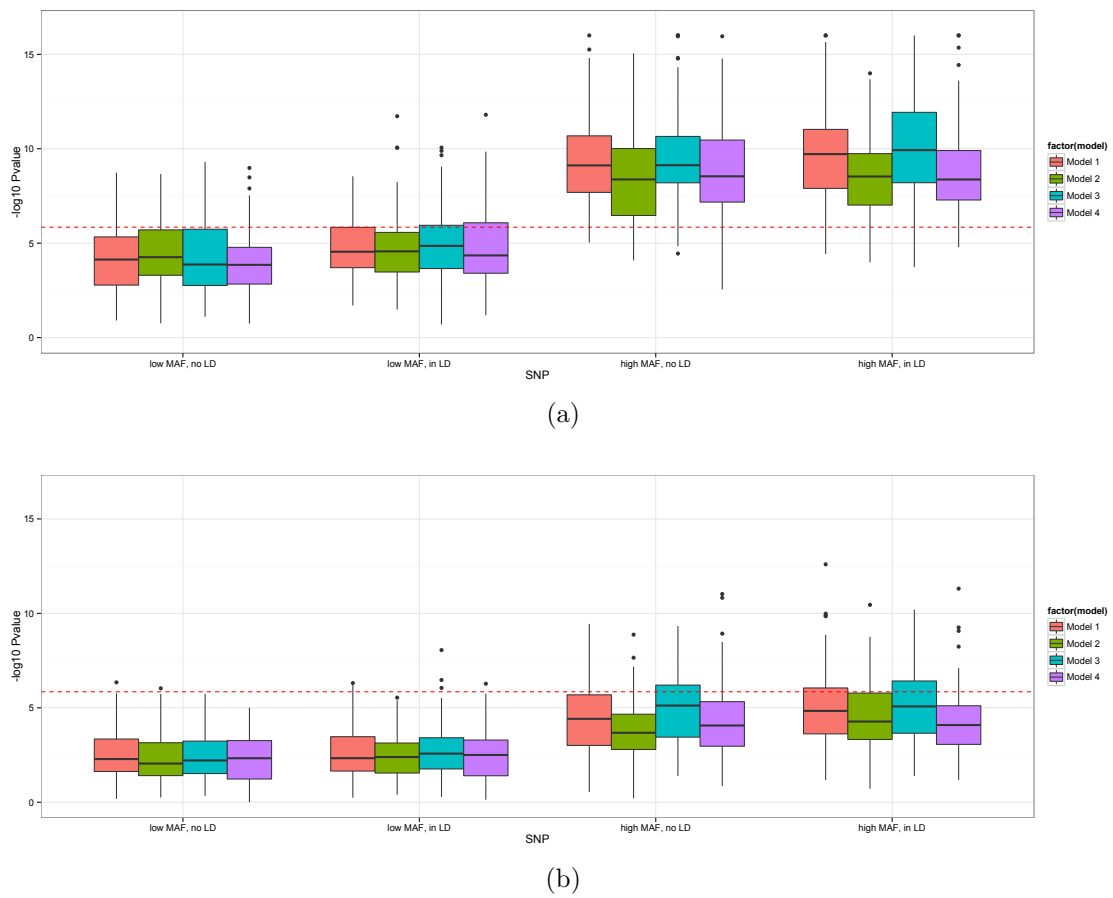 15
10
5
0
-log10 Pvalue
low MAF, no LD
low MAF, in LD
high MAF, no LD
high MAF, in LD
SNP
factor(model)
Model 1
Model 2
Model 3
Model 4
(a)
15
10
5
0
-log10 Pvalue
low MAF, no LD
low MAF, in LD
high MAF, no LD
high MAF, in LD
SNP
factor(model)
Model 1
Model 2
Model 3
Model 4
(b)